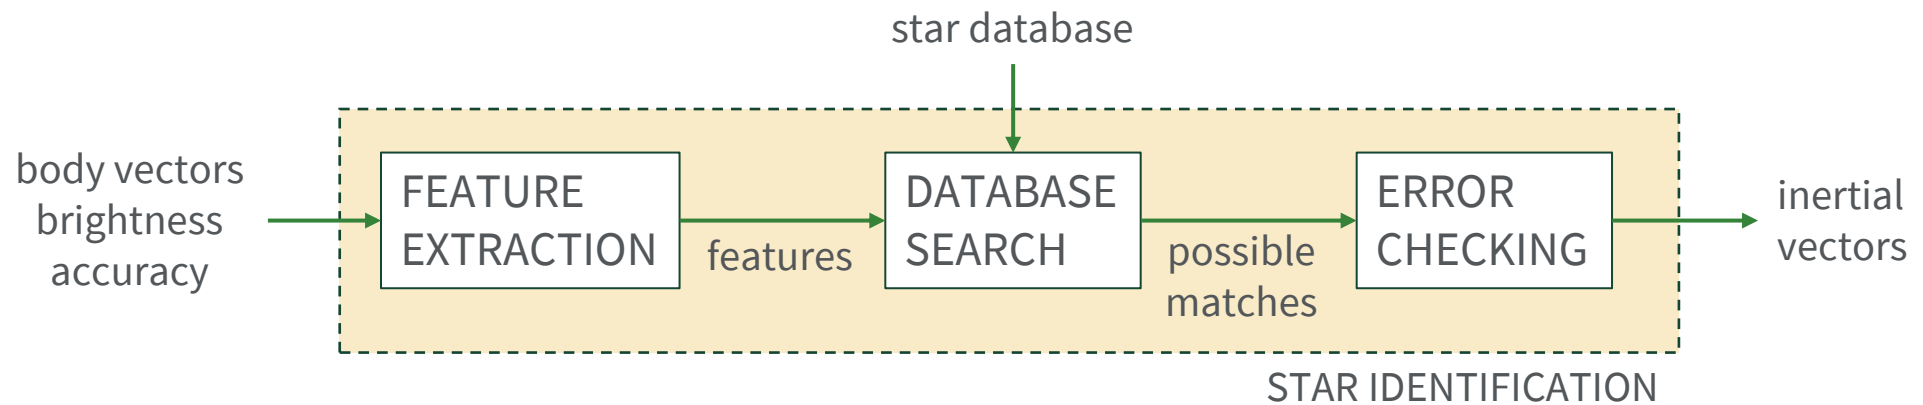 star database
body vectors
brightness
accuracy
FEATURE
EXTRACTION
features
DATABASE
SEARCH
possible
matches
ERROR
CHECKING
inertial
vectors
STAR IDENTIFICATION